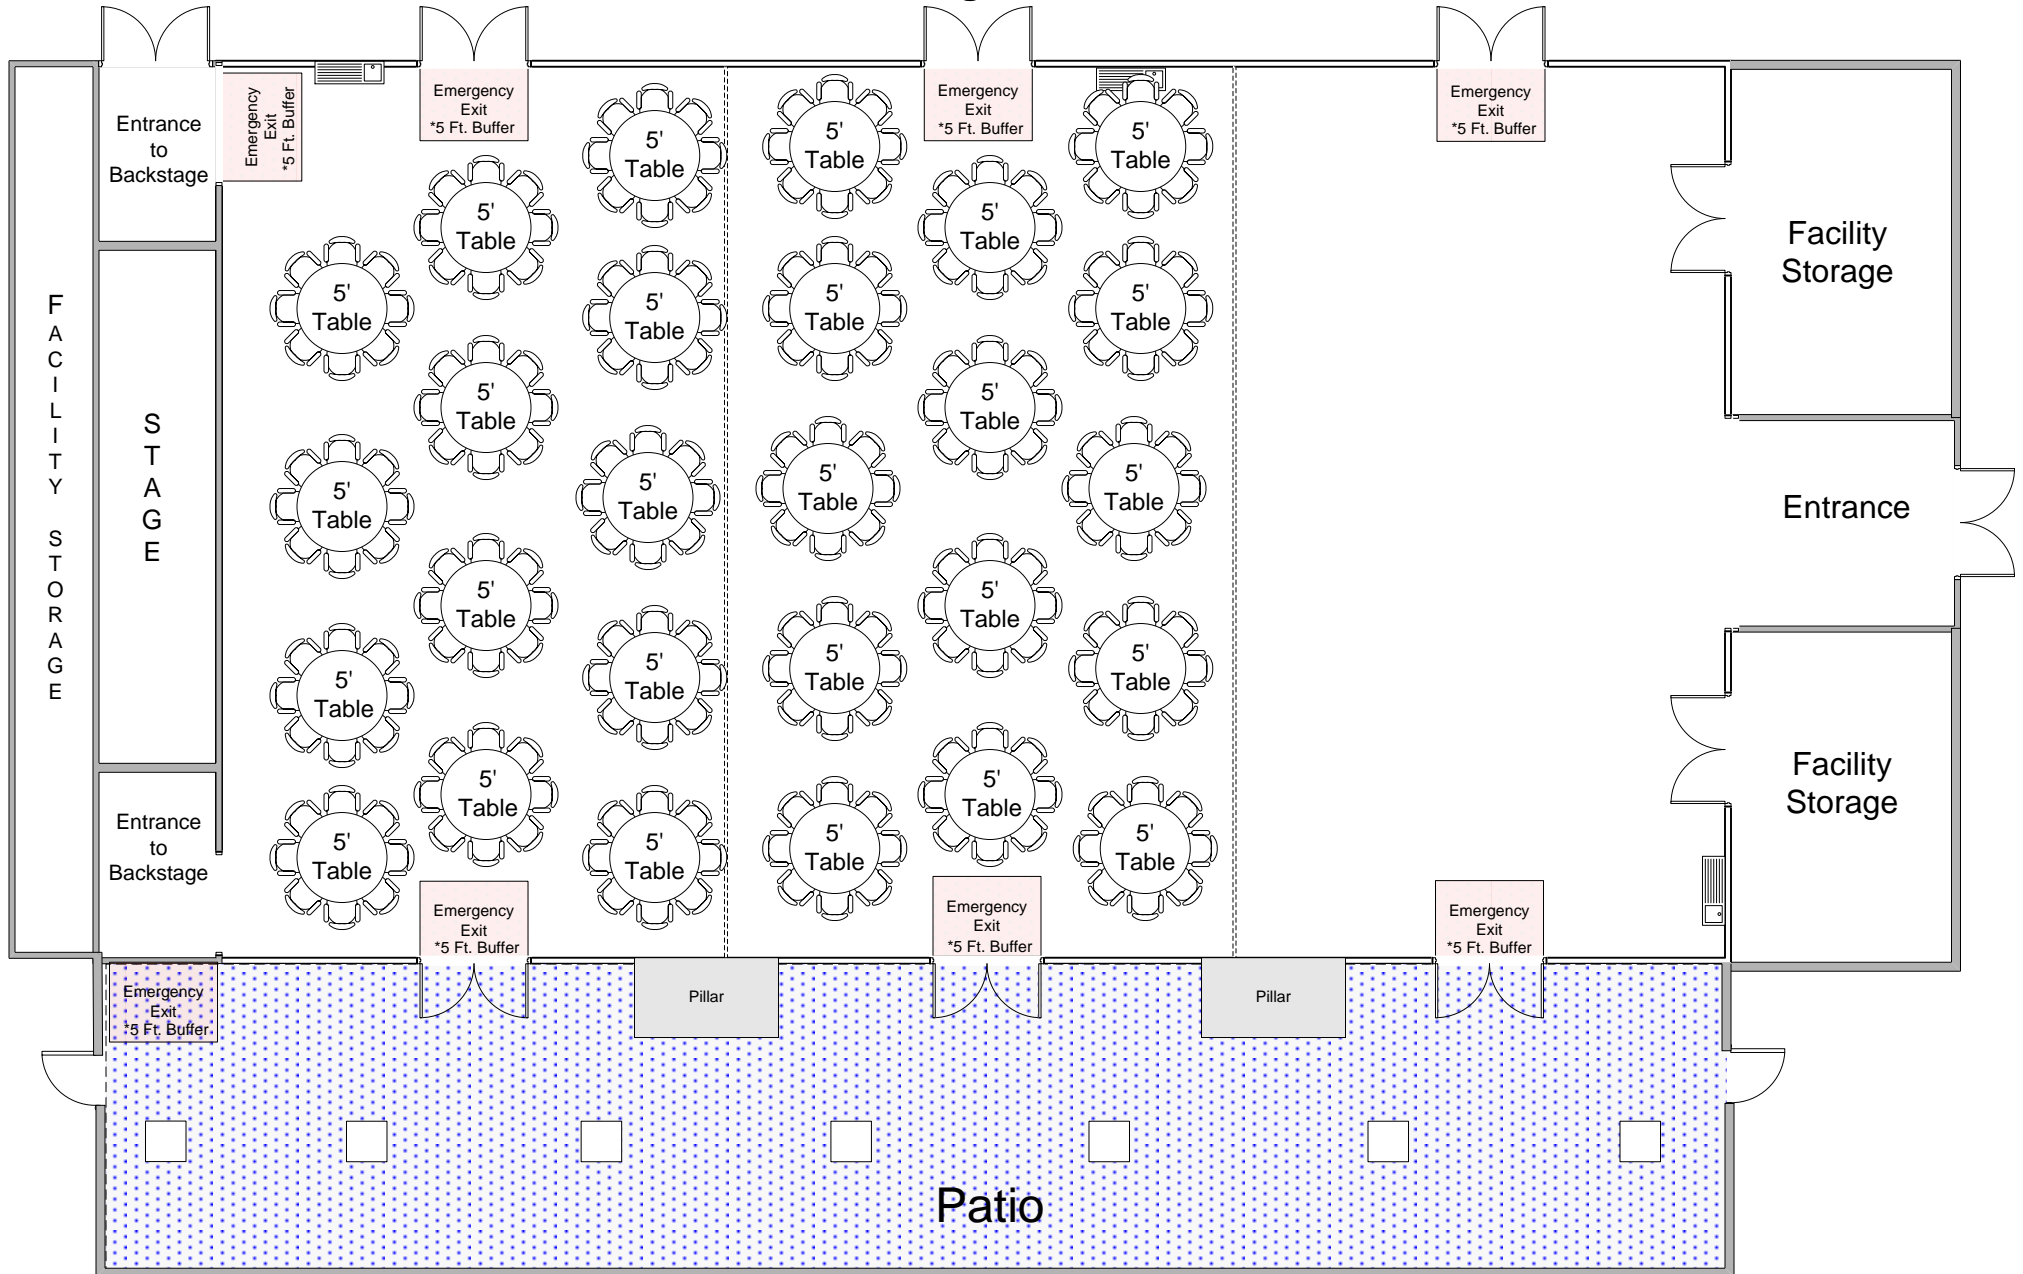 Entrance
to
Backstage
Emergency
Exit
*5 Ft. Buffer
Emergency
Exit
*5 Ft. Buffer
Emergency
Exit
*5 Ft. Buffer
Emergency
Exit
*5 Ft. Buffer
FACILITY STORAGE
STAGE
5'
Table
5'
Table
5'
Table
5'
Table
5'
Table
5'
Table
5'
Table
5'
Table
5'
Table
5'
Table
5'
Table
5'
Table
5'
Table
5'
Table
5'
Table
5'
Table
5'
Table
5'
Table
5'
Table
5'
Table
5'
Table
5'
Table
5'
Table
5'
Table
5'
Table
5'
Table
5'
Table
Facility
Storage
Entrance
Facility
Storage
Entrance
to
Backstage
Emergency
Exit
*5 Ft. Buffer
Emergency
Exit
*5 Ft. Buffer
Emergency
Exit
*5 Ft. Buffer
Emergency
Exit
*5 Ft. Buffer
Pillar
Pillar
Patio